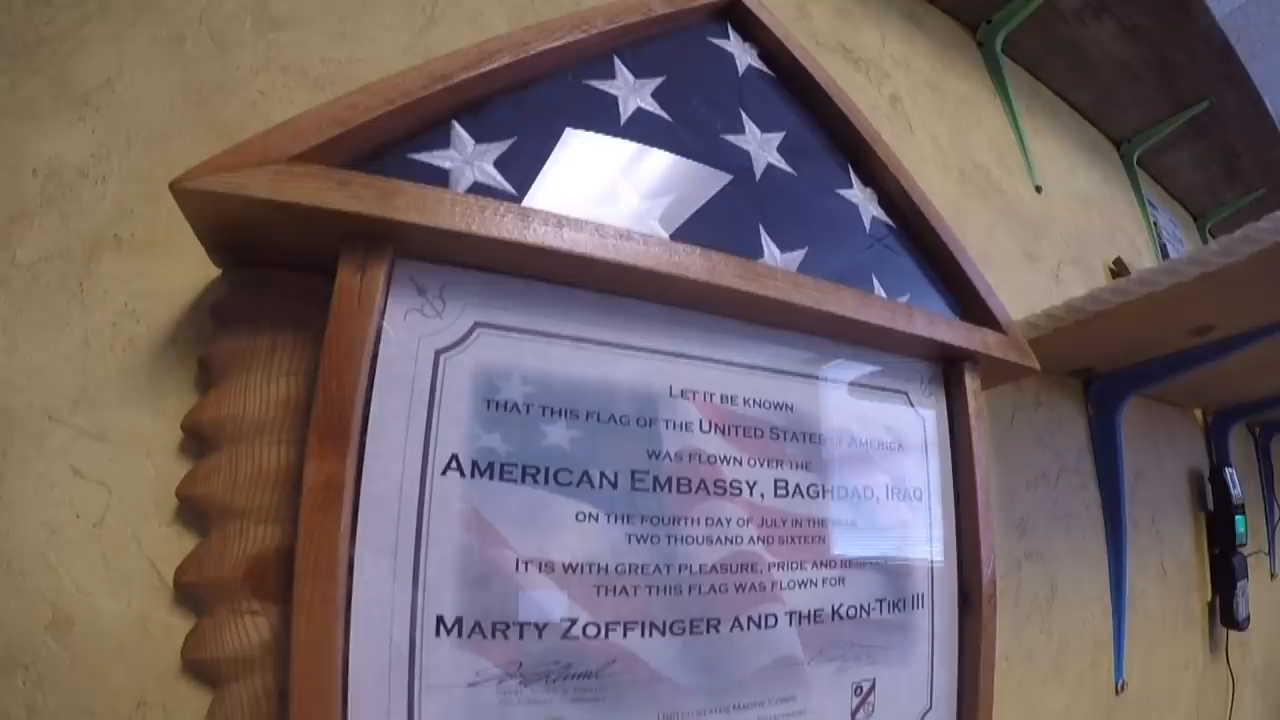 LET IT BE KNOWN
THAT THIS FLAG OF THE UNITED STATES OF AMERICA
WAS FLOWN OVER THE
AMERICAN EMBASSY, BAGHDAD, IRAQ
ON THE FOURTH DAY OF JULY IN THE YEAR
TWO THOUSAND AND SIXTEEN
IT IS WITH GREAT PLEASURE, PRIDE AND RESPECT
THAT THIS FLAG WAS FLOWN FOR
MARTY ZOFFINGER AND THE KON-TIKI III
UNITED STATES MARINE CORPS